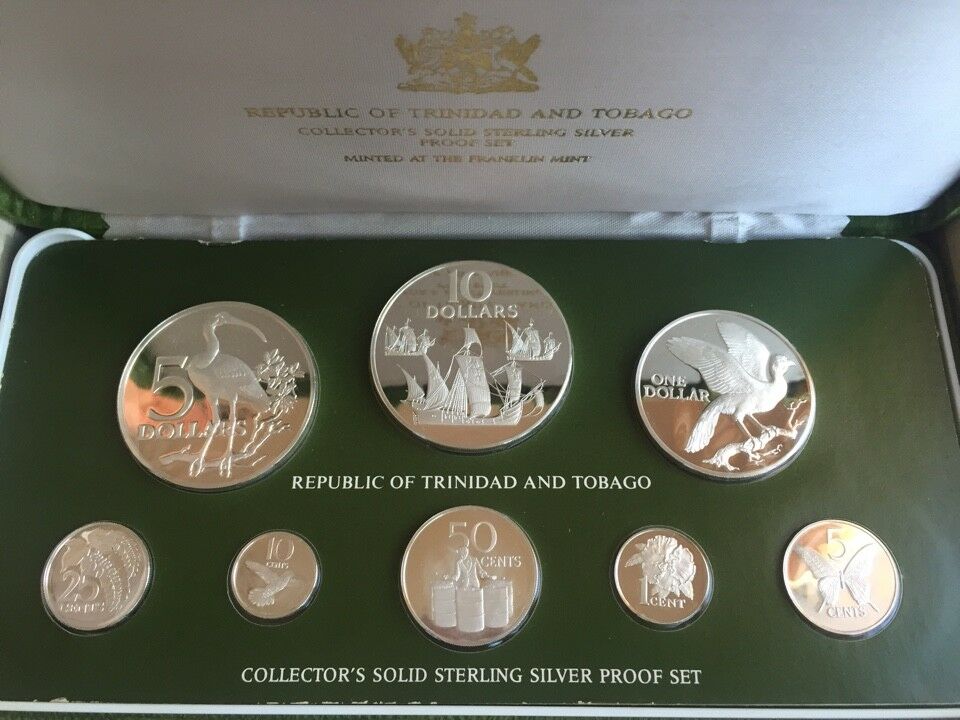 REPUBLIC OF TRINIDAD AND TOBAGO
COLLECTOR'S SOLID STERLING SILVER
PROOF SET
MINTED AT THE FRANKLIN MINT
5
DOLLARS
10
DOLLARS
ONE
DOLLAR
REPUBLIC OF TRINIDAD AND TOBAGO
25
CENTS
10
CENTS
50
CENTS
1
CENT
5
CENTS
COLLECTOR'S SOLID STERLING SILVER PROOF SET